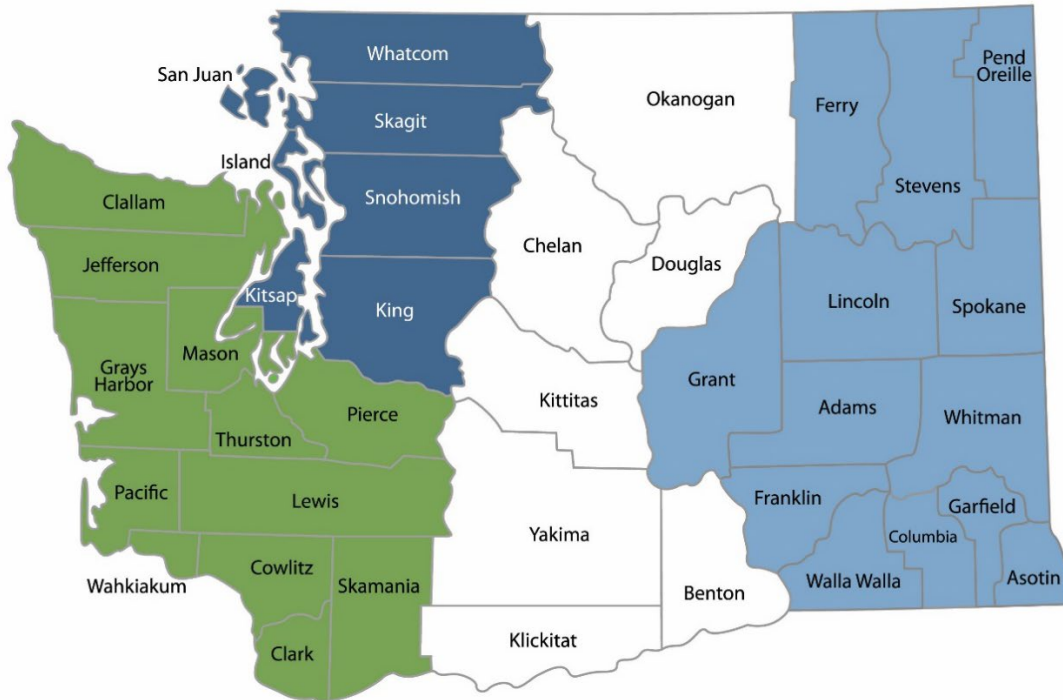 Whatcom
Pend
Oreille
San Juan
Okanogan
Ferry
Skagit
Island
Stevens
Snohomish
Clallam
Chelan
Douglas
Jefferson
Kitsap
Lincoln
Spokane
King
Mason
Grays
Harbor
Grant
Kittitas
Adams
Whitman
Pierce
Thurston
Pacific
Lewis
Franklin
Garfield
Columbia
Yakima
Cowlitz
Skamania
Wahkiakum
Walla Walla
Asotin
Benton
Klickitat
Clark